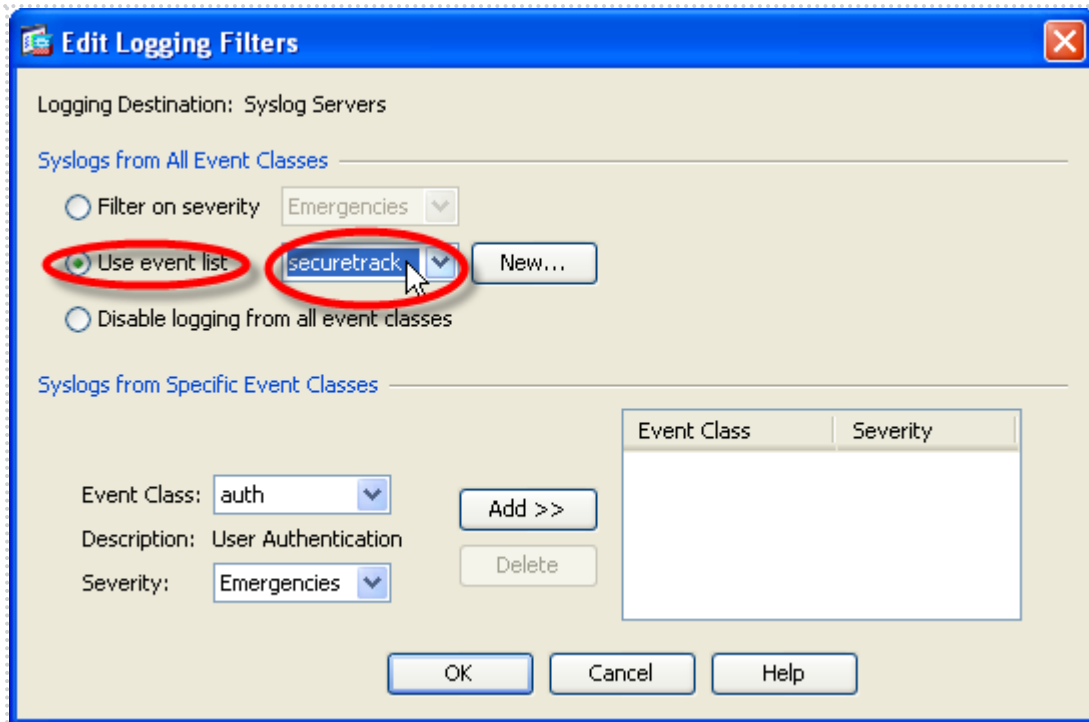 Edit Logging Filters
Logging Destination: Syslog Servers
Syslogs from All Event Classes
Filter on severity Emergencies
Use event list securetrack New...
Disable logging from all event classes
Syslogs from Specific Event Classes
Event Class Severity
Event Class: auth Add >>
Description: User Authentication
Delete
Severity: Emergencies
OK Cancel Help